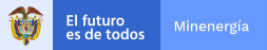 El futuro
es de todos
Minenergía